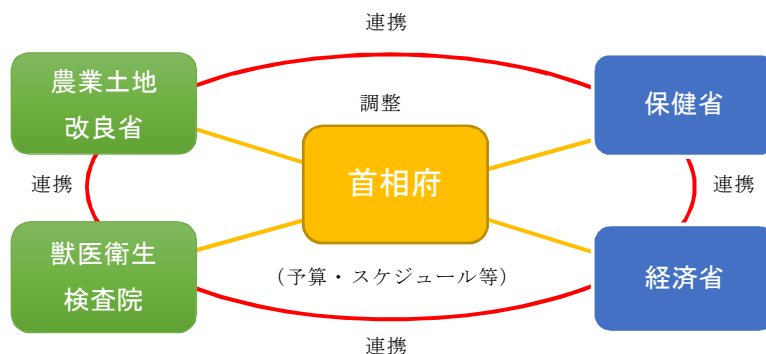 連携
農業土地
改良省
調整
保健省
首相府
連携
連携
獣医衛生
検査院
(予算・スケジュール等)
経済省
連携